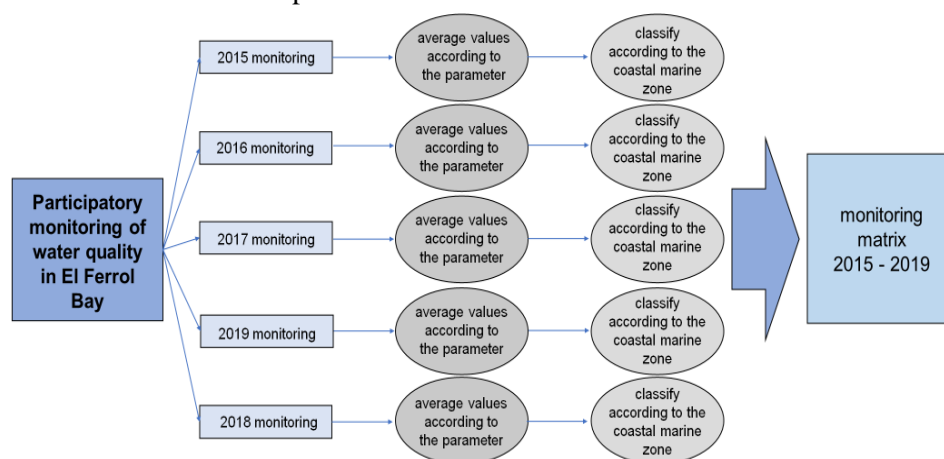 Participatory
monitoring of
water quality
in El Ferrol
Bay
2015 monitoring
average values
according to
the parameter
classify
according to the
coastal marine
zone
2016 monitoring
average values
according to
the parameter
classify
according to the
coastal marine
zone
2017 monitoring
average values
according to
the parameter
classify
according to the
coastal marine
zone
2019 monitoring
average values
according to
the parameter
classify
according to the
coastal marine
zone
2018 monitoring
average values
according to
the parameter
classify
according to the
coastal marine
zone
monitoring
matrix
2015 - 2019